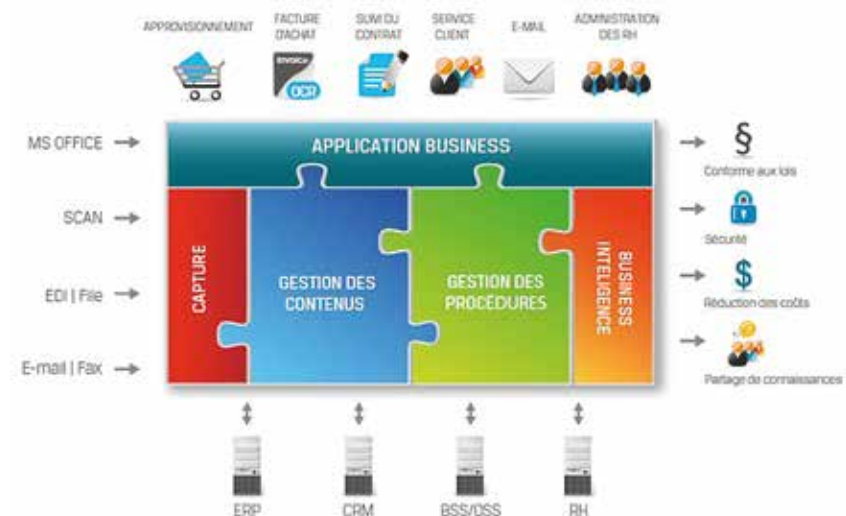 APPROVISIONNEMENT
FACTURE
D'ACHAT
SUIVI DU
CONTRAT
SERVICE
CLIENT
E-MAIL
ADMINISTRATION
DES RH
Invoice
OCR
MS OFFICE
SCAN
EDI | File
E-mail | Fax
APPLICATION BUSINESS
CAPTURE
GESTION DES
CONTENUS
GESTION DES
PROCÉDURES
BUSINESS
INTELIGENCE
§
Conforme aux lois
Sécurité
$
Réduction des coûts
Partage de connaissances
ERP
CRM
BSS/OSS
RH